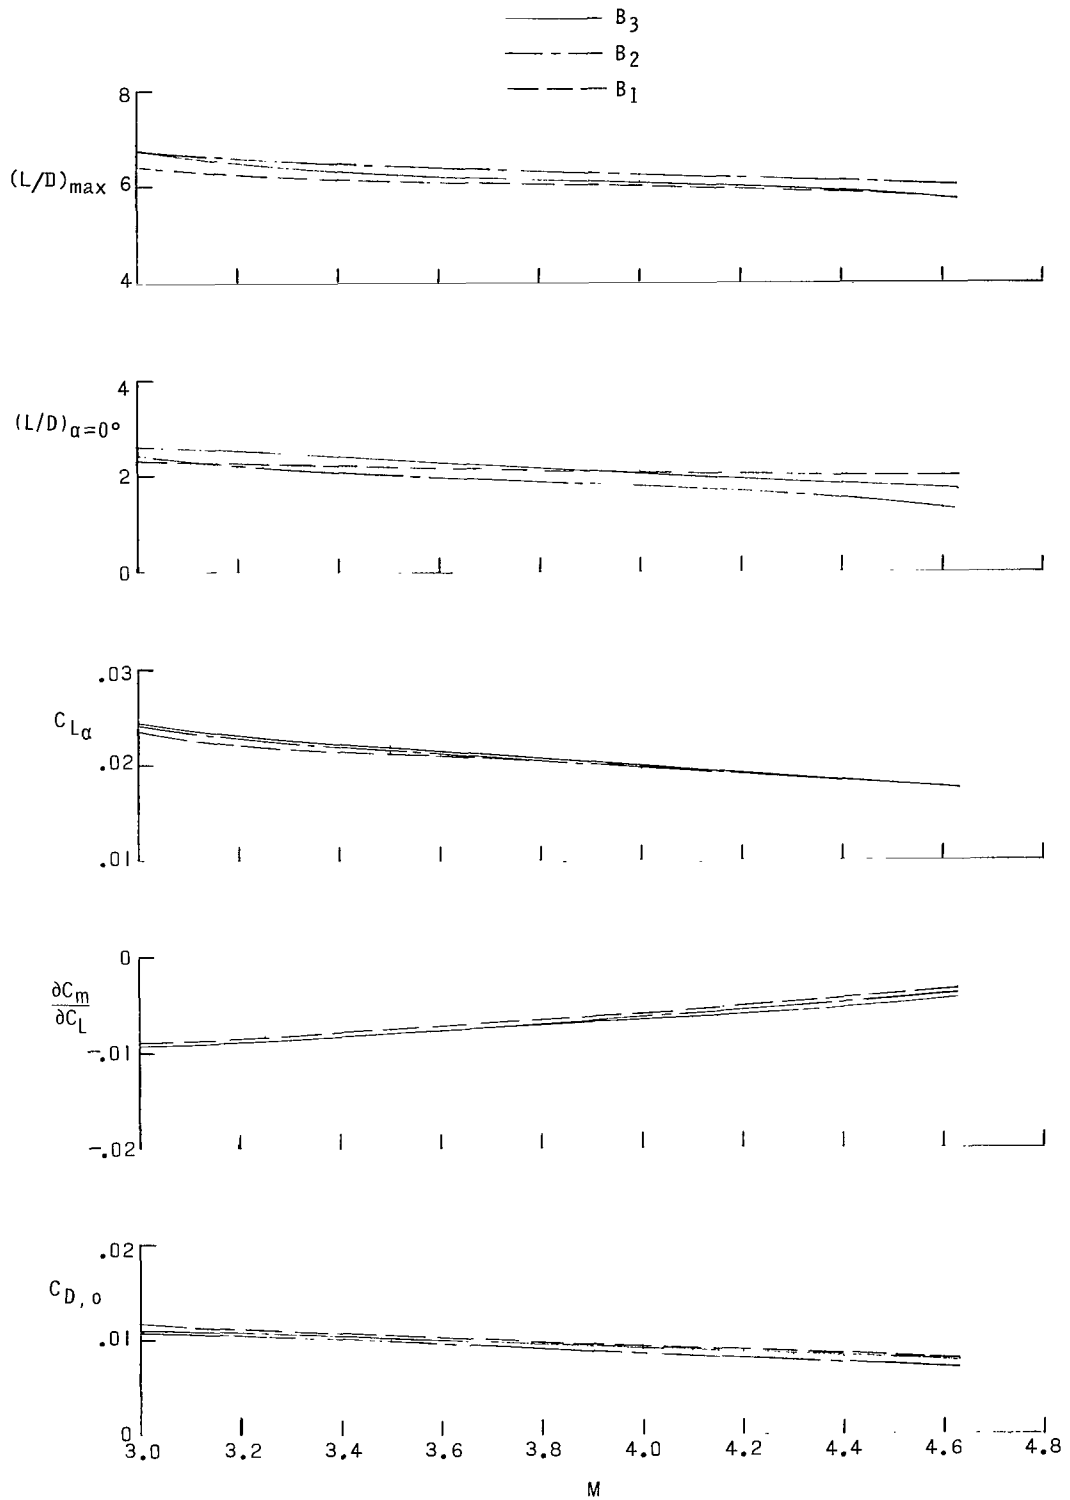 B3
B2
B1
8
(L/D)max
6
4
4
(L/D)α=0°
2
0
.03
CLα
.02
.01
0
∂Cm
∂CL
-.01
-.02
.02
CD,o
.01
0
3.0 3.2 3.4 3.6 3.8 4.0 4.2 4.4 4.6 4.8
M